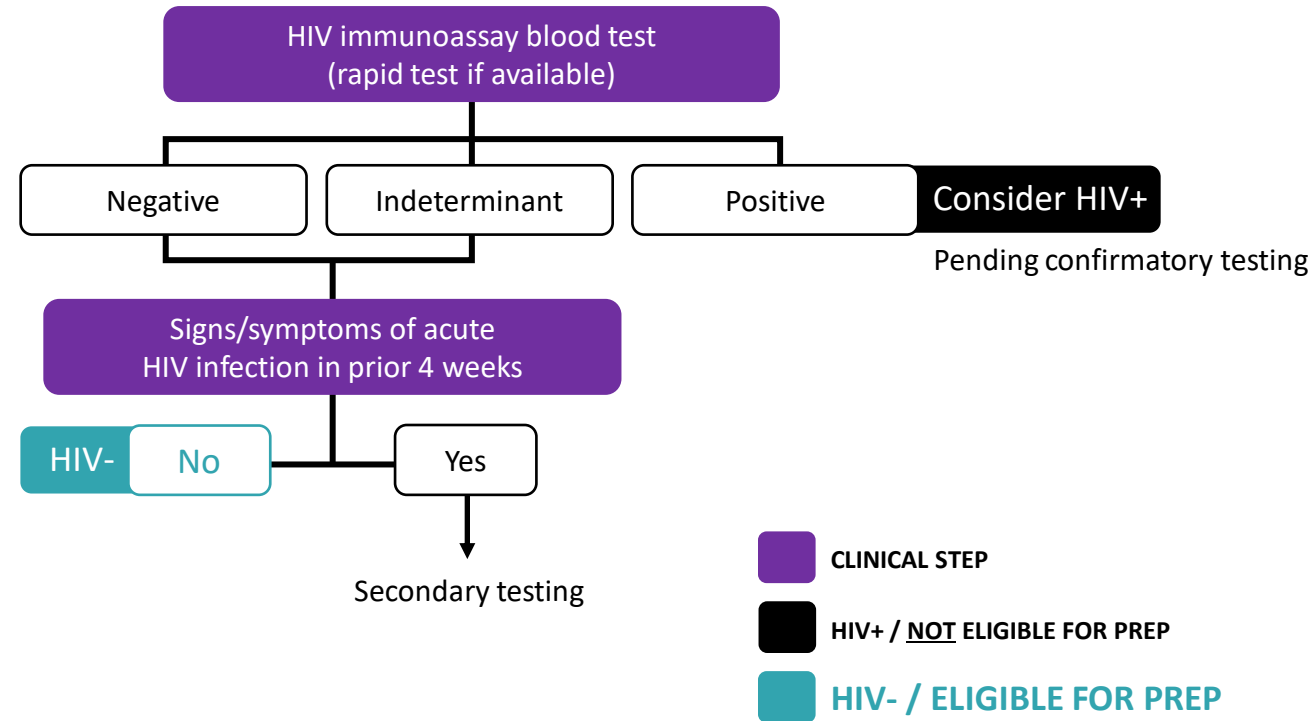 HIV immunoassay blood test
(rapid test if available)
Negative
Indeterminant
Positive
Consider HIV+
Pending confirmatory testing
Signs/symptoms of acute
HIV infection in prior 4 weeks
HIV-
No
Yes
Secondary testing
CLINICAL STEP
HIV+ / NOT ELIGIBLE FOR PREP
HIV- / ELIGIBLE FOR PREP